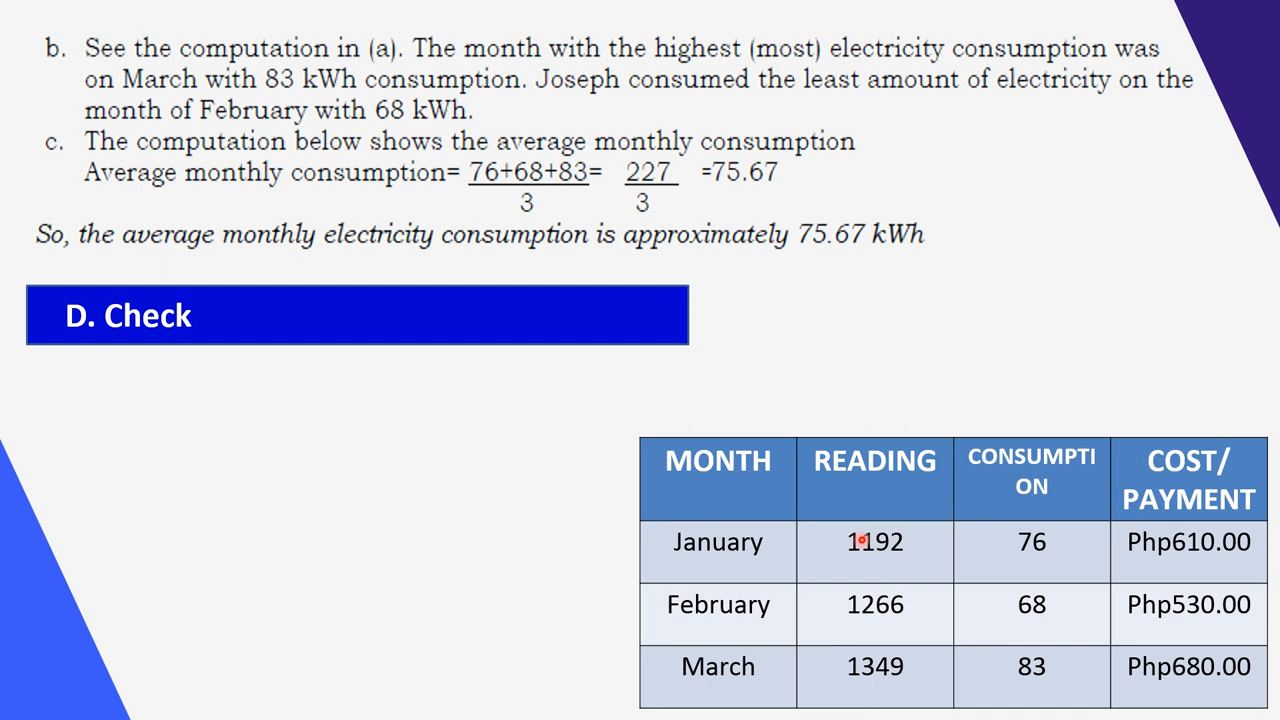 b. See the computation in (a). The month with the highest (most) electricity consumption was
on March with 83 kWh consumption. Joseph consumed the least amount of electricity on the
month of February with 68 kWh.
c. The computation below shows the average monthly consumption
Average monthly consumption= 76+68+83= 227 =75.67
3 3
So, the average monthly electricity consumption is approximately 75.67 kWh
D. Check
MONTH READING CONSUMPTI COST/
ON PAYMENT
January 1192 76 Php610.00
February 1266 68 Php530.00
March 1349 83 Php680.00